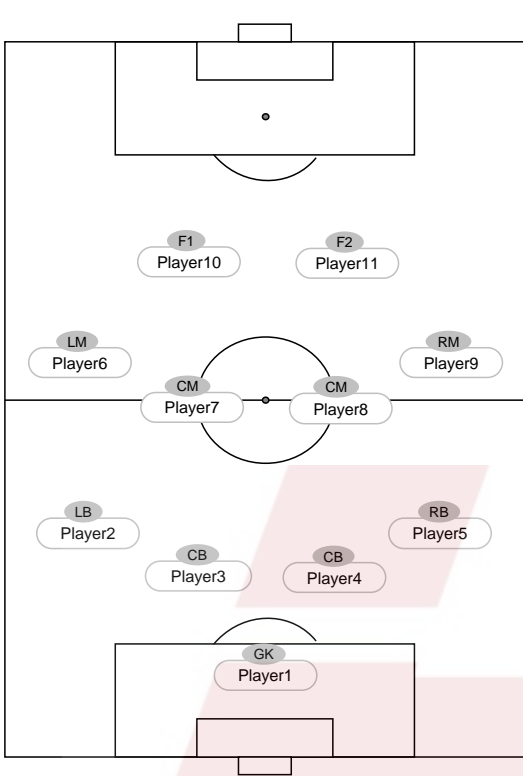 F1
Player10
F2
Player11
LM
Player6
RM
Player9
CM
Player7
CM
Player8
LB
Player2
RB
Player5
CB
Player3
CB
Player4
GK
Player1